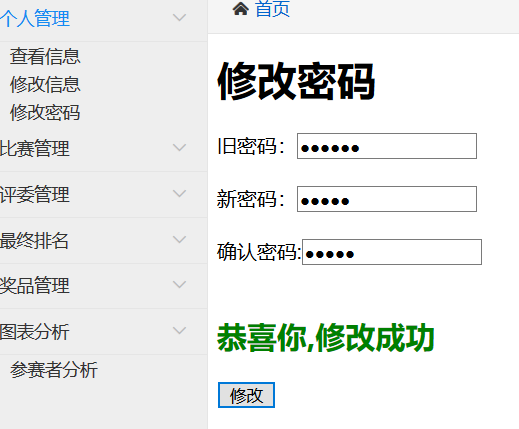 个人管理
查看信息
修改信息
修改密码
比赛管理
评委管理
最终排名
奖品管理
图表分析
参赛者分析
首页
修改密码
旧密码：●●●●●●
新密码：●●●●●
确认密码:●●●●●
恭喜你,修改成功
修改